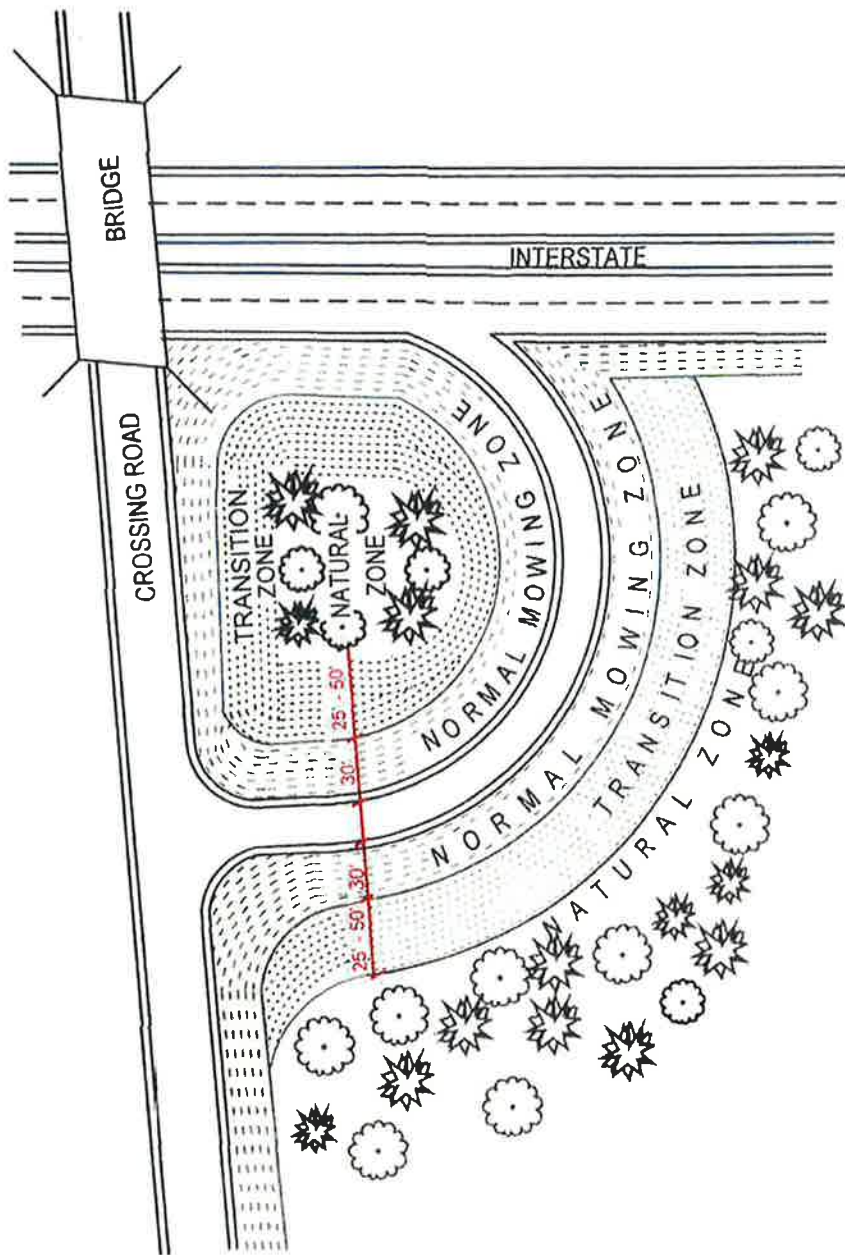 BRIDGE
INTERSTATE
CROSSING ROAD
TRANSITION
ZONE
NATURAL
ZONE
NORMAL MOWING ZONE
NORMAL MOWING ZONE
TRANSITION ZONE
NATURAL ZONE
25' - 50'
30'
30'
25' - 50'